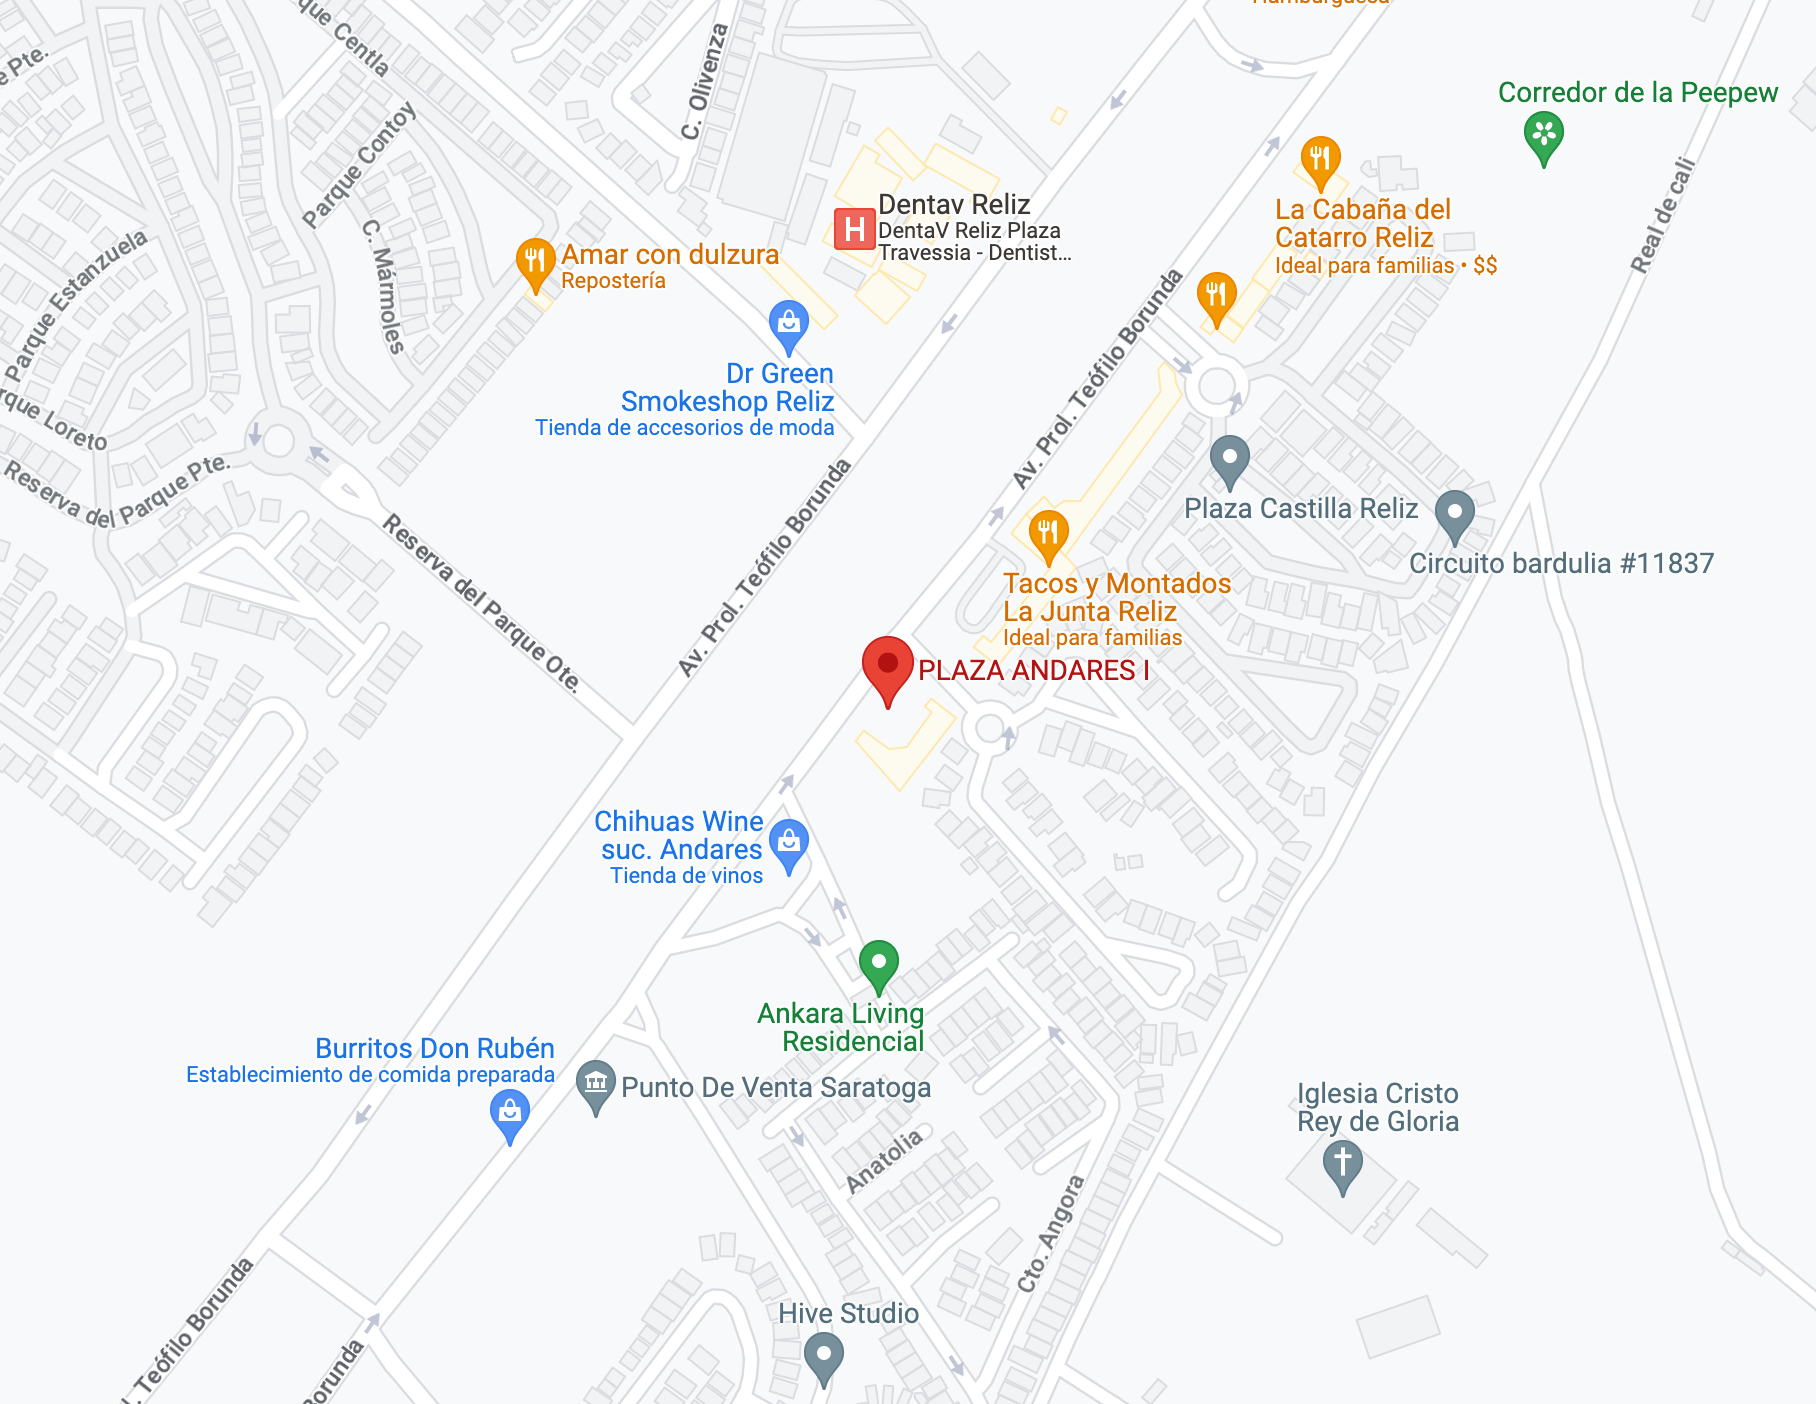 que Centla
C. Olivenza
e Pte.
Parque Contoy
Corredor de la Peepew
Real de cali
La Cabaña del
Catarro Reliz
Ideal para familias • $$
Dentav Reliz
DentaV Reliz Plaza
Travessia - Dentist...
Amar con dulzura
Repostería
C. Mármoles
Parque Estanzuela
rque Loreto
Reserva del Parque Pte.
Dr Green
Smokeshop Reliz
Tienda de accesorios de moda
Av. Prol. Teófilo Borunda
Plaza Castilla Reliz
Circuito bardulia #11837
Reserva del Parque Ote.
Av. Prol. Teófilo Borunda
Tacos y Montados
La Junta Reliz
Ideal para familias
PLAZA ANDARES I
Chihuas Wine
suc. Andares
Tienda de vinos
Ankara Living
Residencial
Burritos Don Rubén
Establecimiento de comida preparada
Punto De Venta Saratoga
Iglesia Cristo
Rey de Gloria
Anatolia
Cto. Angora
l. Teófilo Borunda
Borunda
Hive Studio
H